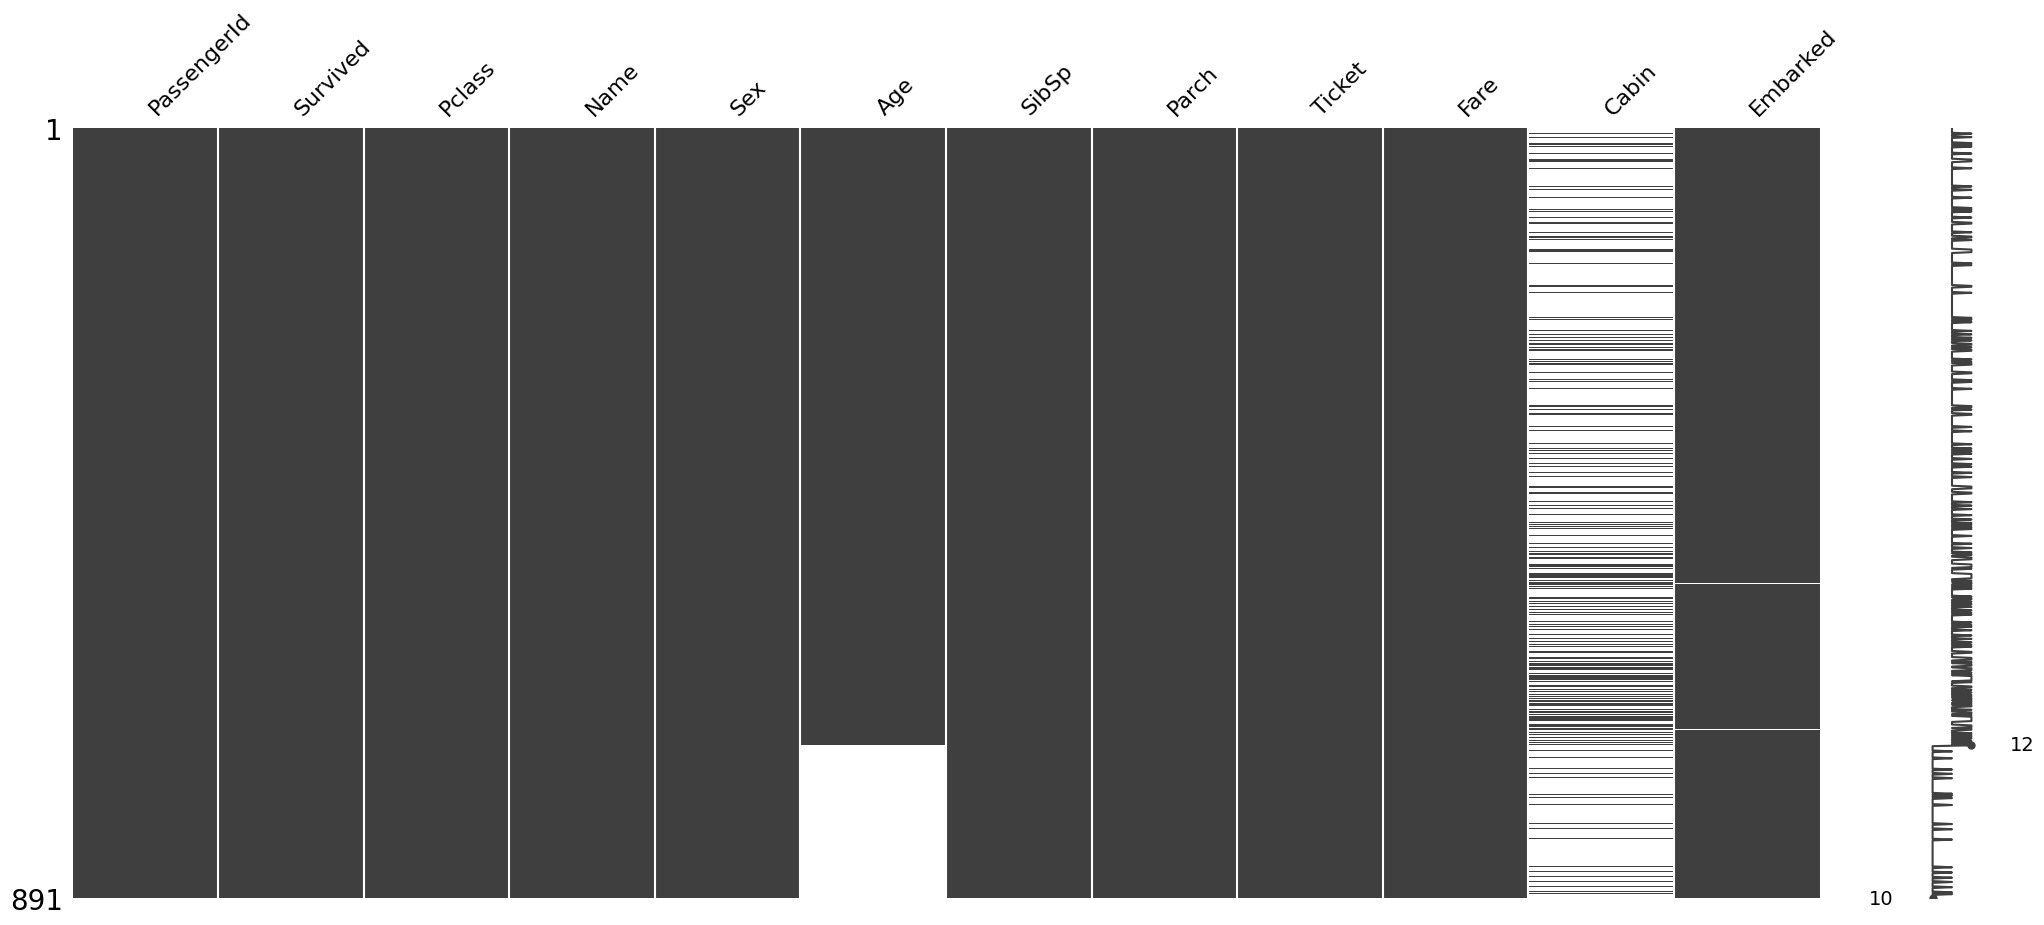 PassengerId
Survived
Pclass
Name
Sex
Age
SibSp
Parch
Ticket
Fare
Cabin
Embarked
1
12
891
10